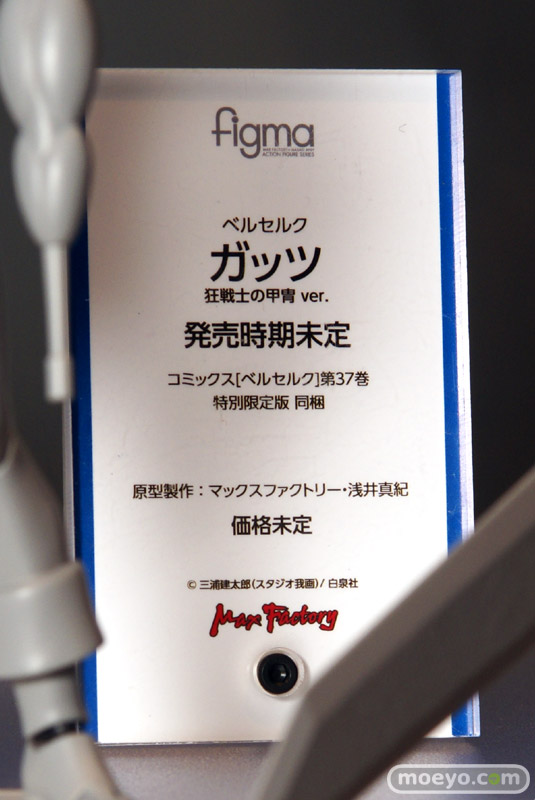 figma
MAX FACTORY × MASAKI APSY
ACTION FIGURE SERIES
ベルセルク
ガッツ
狂戦士の甲冑 ver.
発売時期未定
コミックス[ベルセルク]第37巻
特別限定版 同梱
原型製作：マックスファクトリー・浅井真紀
価格未定
© 三浦建太郎(スタジオ我画)/ 白泉社
Max Factory
moeyo.com